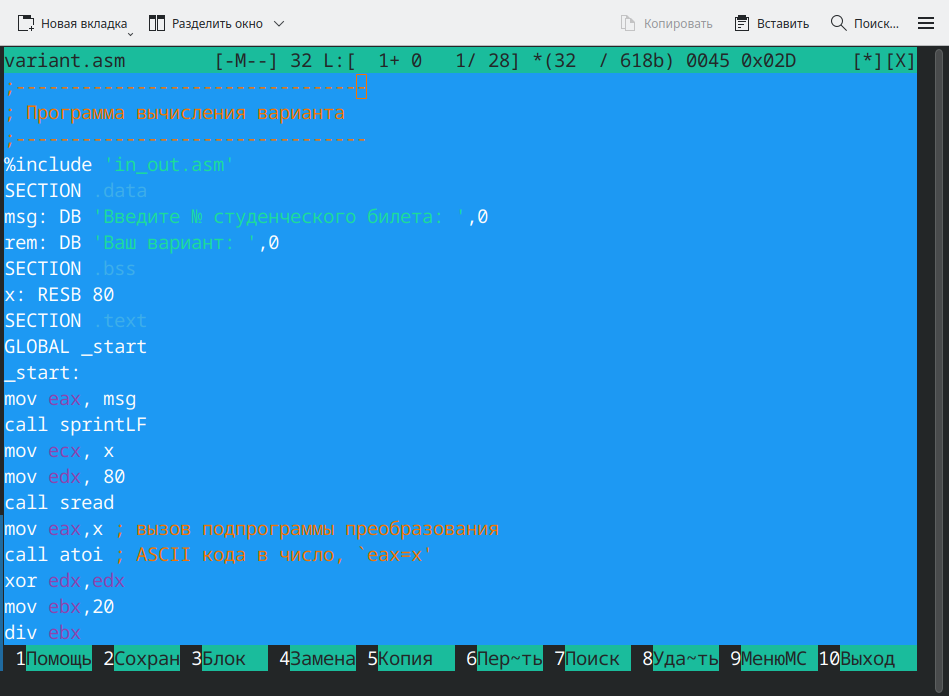 Новая вкладка Разделить окно Копировать Вставить Поиск...
variant.asm [-M--] 32 L:[ 1+ 0 1/ 28] *(32 / 618b) 0045 0x02D [*][X]
;--------------------------------
; Программа вычисления варианта
;--------------------------------
%include 'in_out.asm'
SECTION .data
msg: DB 'Введите № студенческого билета: ',0
rem: DB 'Ваш вариант: ',0
SECTION .bss
x: RESB 80
SECTION .text
GLOBAL _start
_start:
mov eax, msg
call sprintLF
mov ecx, x
mov edx, 80
call sread
mov eax,x ; вызов подпрограммы преобразования
call atoi ; ASCII кода в число, `eax=x'
xor edx,edx
mov ebx,20
div ebx
1Помощь 2Сохран 3Блок 4Замена 5Копия 6Пер~ть 7Поиск 8Уда~ть 9МенюMC 10Выход